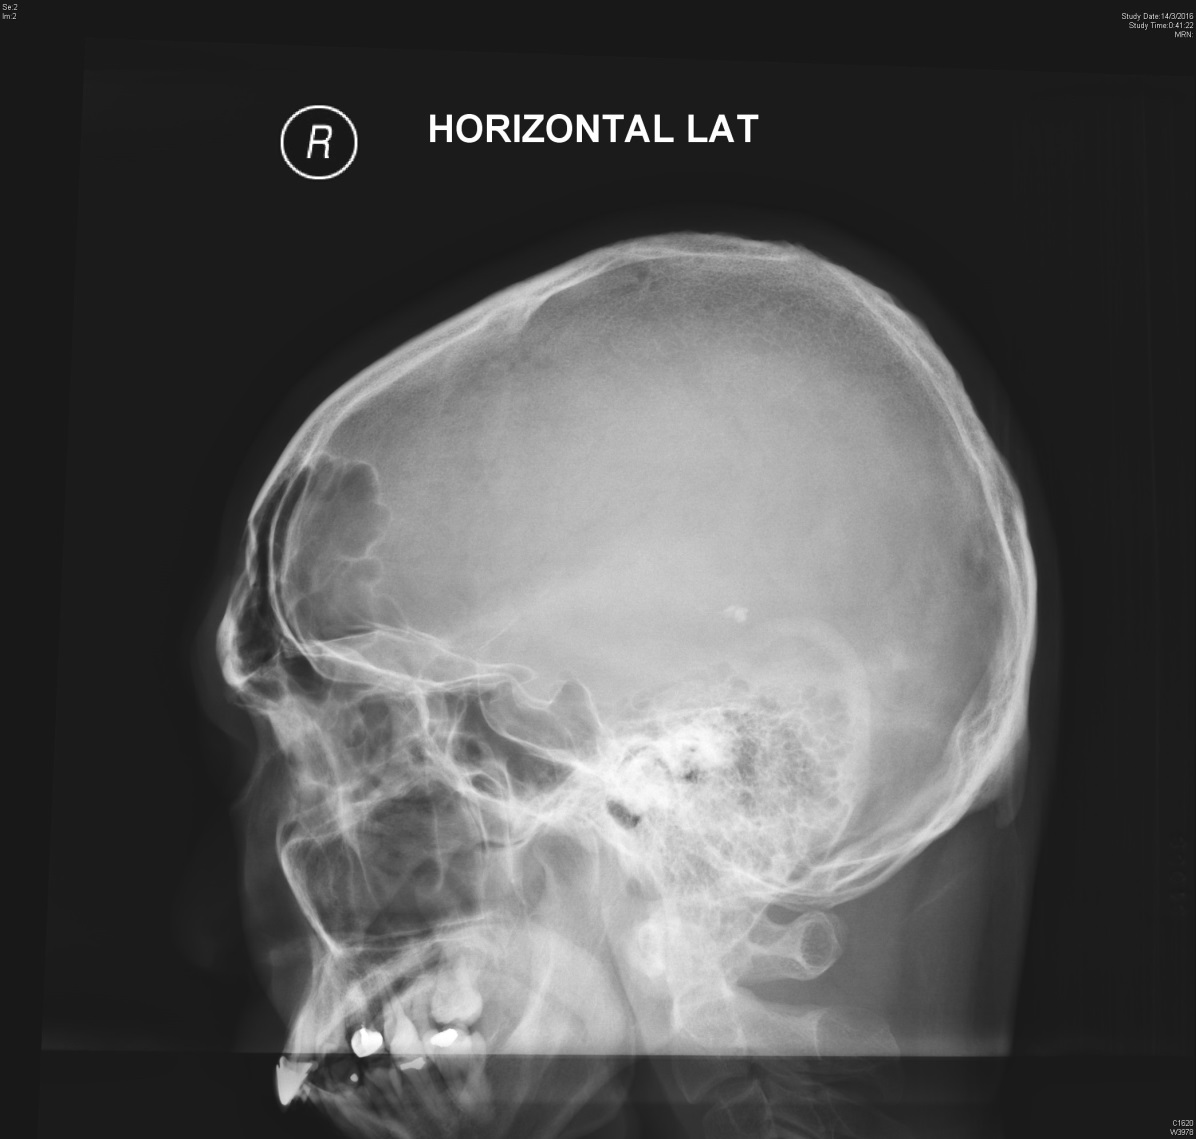 Se:2
Im:2
Study Date:14/3/2016
Study Time:0:41:22
MRN:
R
HORIZONTAL LAT
C1620
W3978